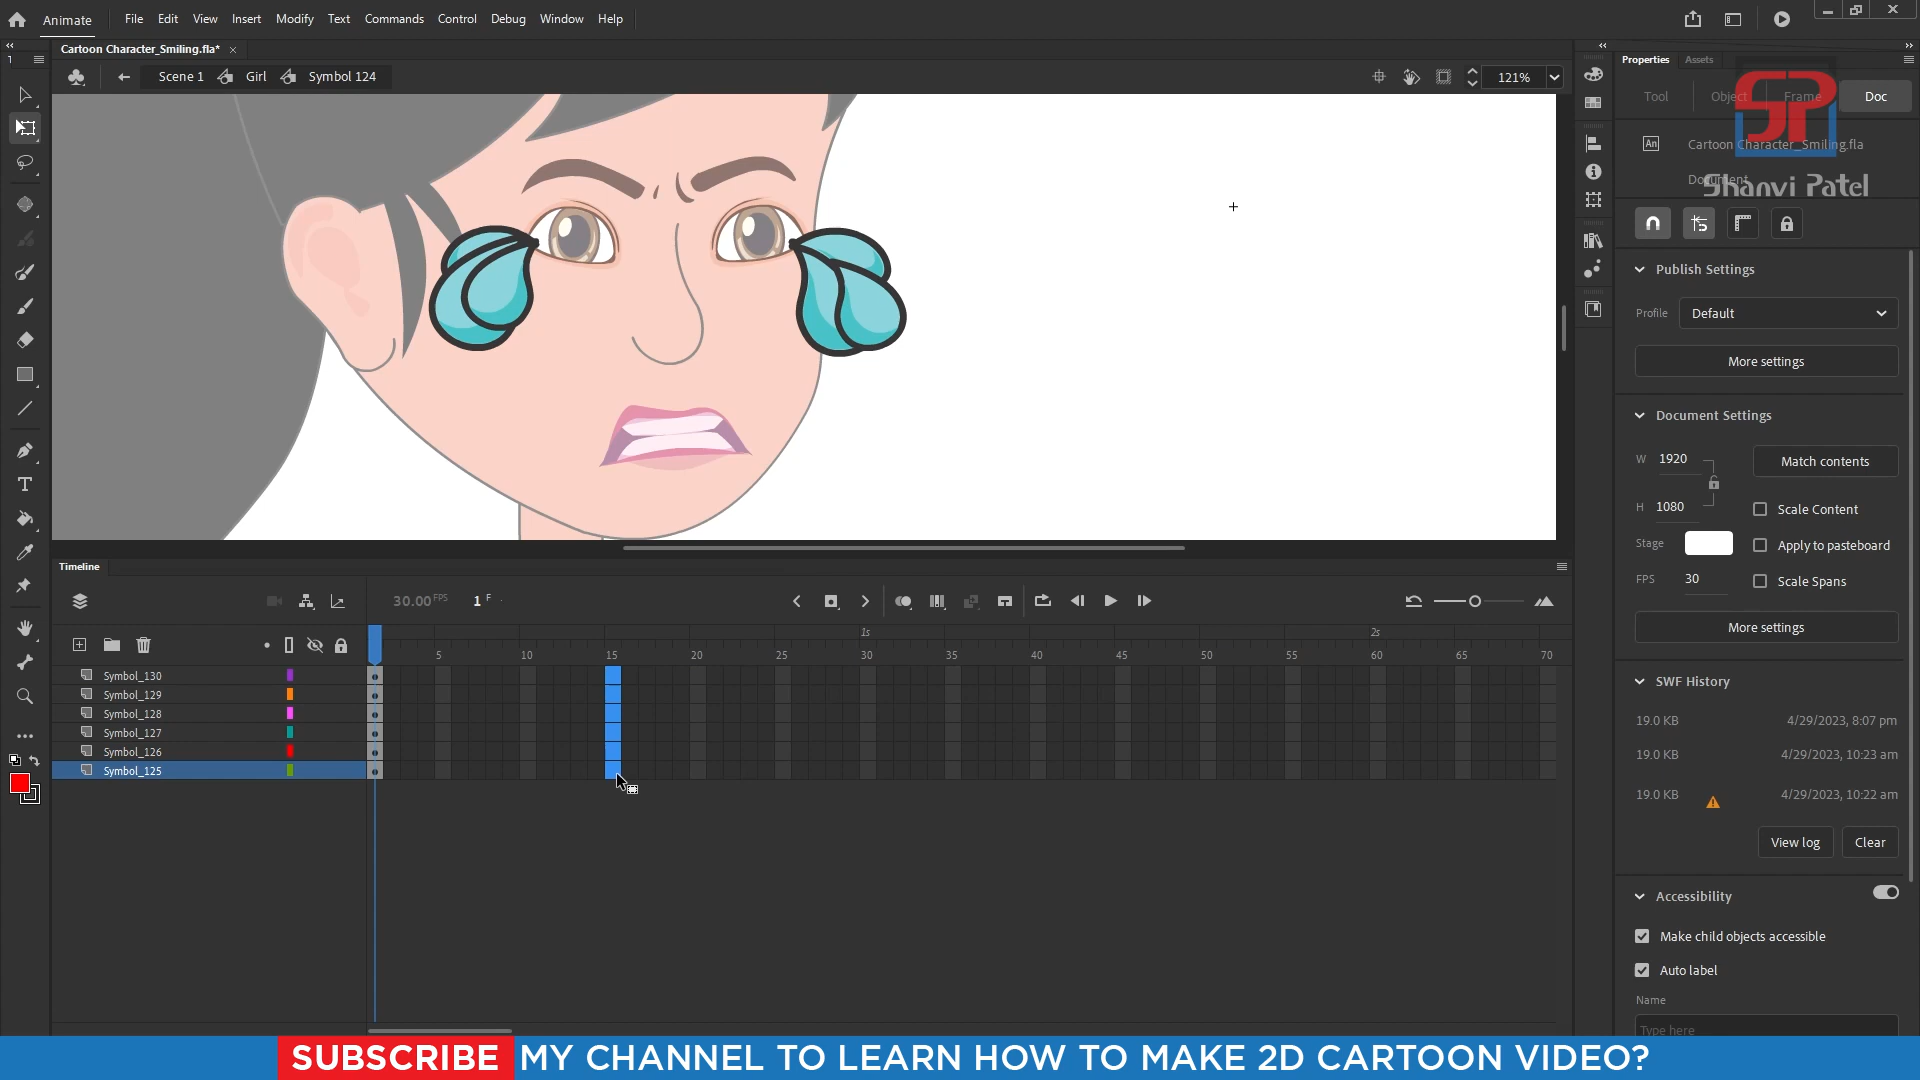 Animate File Edit View Insert Modify Text Commands Control Debug Window Help
Cartoon Character_Smiling.fla* ×
Scene 1 Girl Symbol 124 121%
Properties Assets
Tool Object Frame Doc
An Cartoon Character_Smiling.fla
Document
SP
Shanvi Patel
Publish Settings
Profile Default
More settings
Document Settings
W 1920 Match contents
H 1080 Scale Content
Stage Apply to pasteboard
FPS 30 Scale Spans
More settings
SWF History
19.0 KB 4/29/2023, 8:07 pm
19.0 KB 4/29/2023, 10:23 am
19.0 KB 4/29/2023, 10:22 am
View log Clear
Accessibility
Make child objects accessible
Auto label
Name
Type here
Timeline
30.00 FPS 1 F
1s 2s
5 10 15 20 25 30 35 40 45 50 55 60 65 70
Symbol_130
Symbol_129
Symbol_128
Symbol_127
Symbol_126
Symbol_125
SUBSCRIBE MY CHANNEL TO LEARN HOW TO MAKE 2D CARTOON VIDEO?